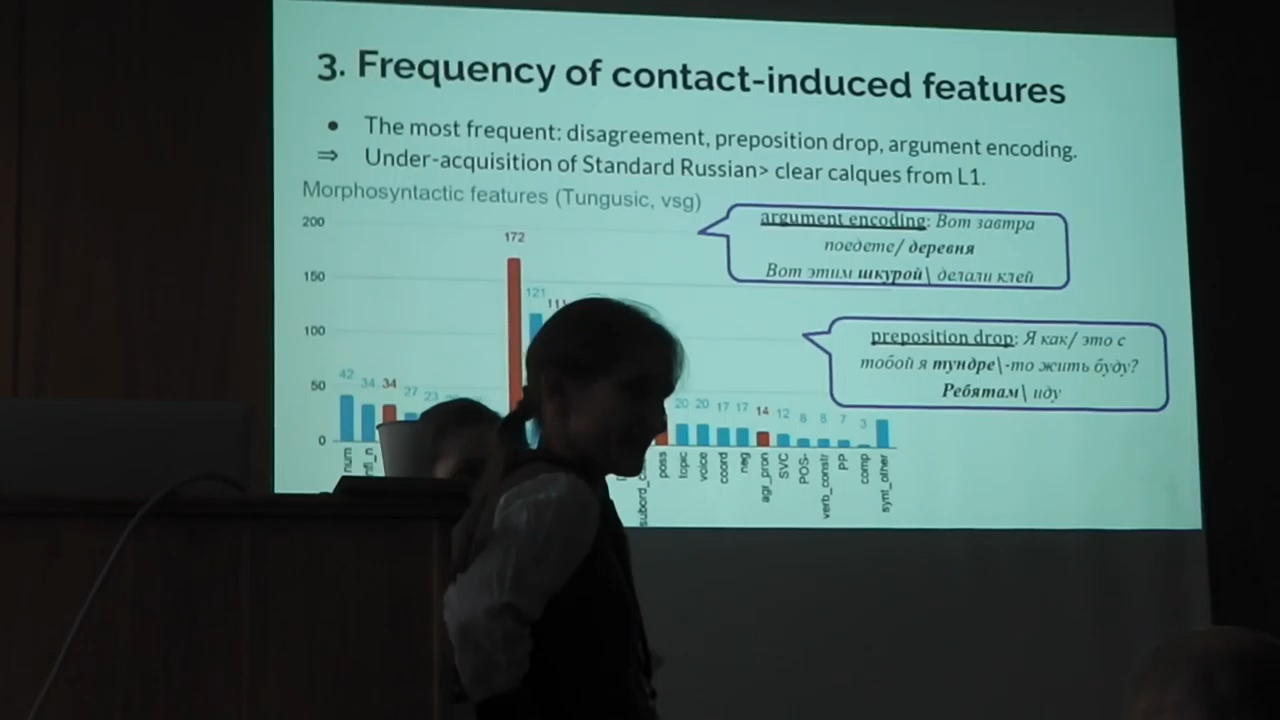 3. Frequency of contact-induced features
● The most frequent: disagreement, preposition drop, argument encoding.
⇒ Under-acquisition of Standard Russian> clear calques from L1.
Morphosyntactic features (Tungusic, vsg)
argument encoding: Вот завтра
поедете/ деревня
Вот этим шкурой\ делали клей
preposition drop: Я как/ это с
тобой я тундре\-то жить буду?
Ребятам\ иду
200
172
150
121
100
50
42 34 34 27 23
20 20 17 17 14 12 8 8 7 3
0
num
poss
topic
voice
coord
neg
agr_pron
SVC
POS-
verb_constr
PP
comp
synt_other